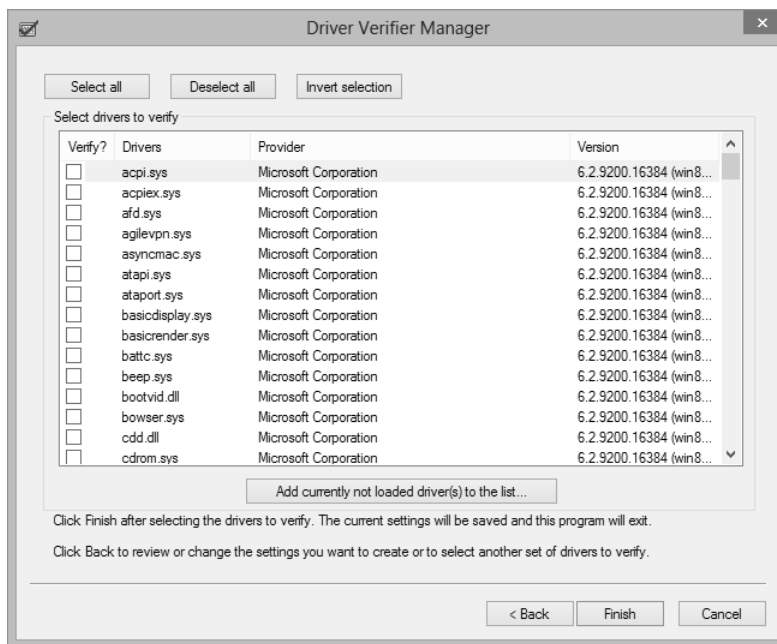 Driver Verifier Manager
Select all Deselect all Invert selection
Select drivers to verify
Verify? Drivers Provider Version
acpi.sys Microsoft Corporation 6.2.9200.16384 (win8...
acpiex.sys Microsoft Corporation 6.2.9200.16384 (win8...
afd.sys Microsoft Corporation 6.2.9200.16384 (win8...
agilevpn.sys Microsoft Corporation 6.2.9200.16384 (win8...
asyncmac.sys Microsoft Corporation 6.2.9200.16384 (win8...
atapi.sys Microsoft Corporation 6.2.9200.16384 (win8...
ataport.sys Microsoft Corporation 6.2.9200.16384 (win8...
basicdisplay.sys Microsoft Corporation 6.2.9200.16384 (win8...
basicrender.sys Microsoft Corporation 6.2.9200.16384 (win8...
battc.sys Microsoft Corporation 6.2.9200.16384 (win8...
beep.sys Microsoft Corporation 6.2.9200.16384 (win8...
bootvid.dll Microsoft Corporation 6.2.9200.16384 (win8...
bowser.sys Microsoft Corporation 6.2.9200.16384 (win8...
cdd.dll Microsoft Corporation 6.2.9200.16384 (win8...
cdrom.sys Microsoft Corporation 6.2.9200.16384 (win8...
Add currently not loaded driver(s) to the list...
Click Finish after selecting the drivers to verify. The current settings will be saved and this program will exit.
Click Back to review or change the settings you want to create or to select another set of drivers to verify.
< Back Finish Cancel